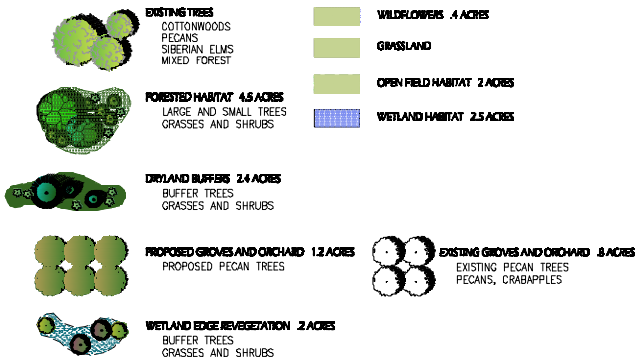 EXISTING TREES
COTTONWOODS
PECANS
SIBERIAN ELMS
MIXED FOREST
FORESTED HABITAT 4.5 ACRES
LARGE AND SMALL TREES
GRASSES AND SHRUBS
DRYLAND BUFFERS 2.4 ACRES
BUFFER TREES
GRASSES AND SHRUBS
PROPOSED GROVES AND ORCHARD 1.2 ACRES
PROPOSED PECAN TREES
WETLAND EDGE REVEGETATION .2 ACRES
BUFFER TREES
GRASSES AND SHRUBS
WILDFLOWERS .4 ACRES
GRASSLAND
OPEN FIELD HABITAT 2 ACRES
WETLAND HABITAT 2.5 ACRES
EXISTING GROVES AND ORCHARD .8 ACRES
EXISTING PECAN TREES
PECANS, CRABAPPLES